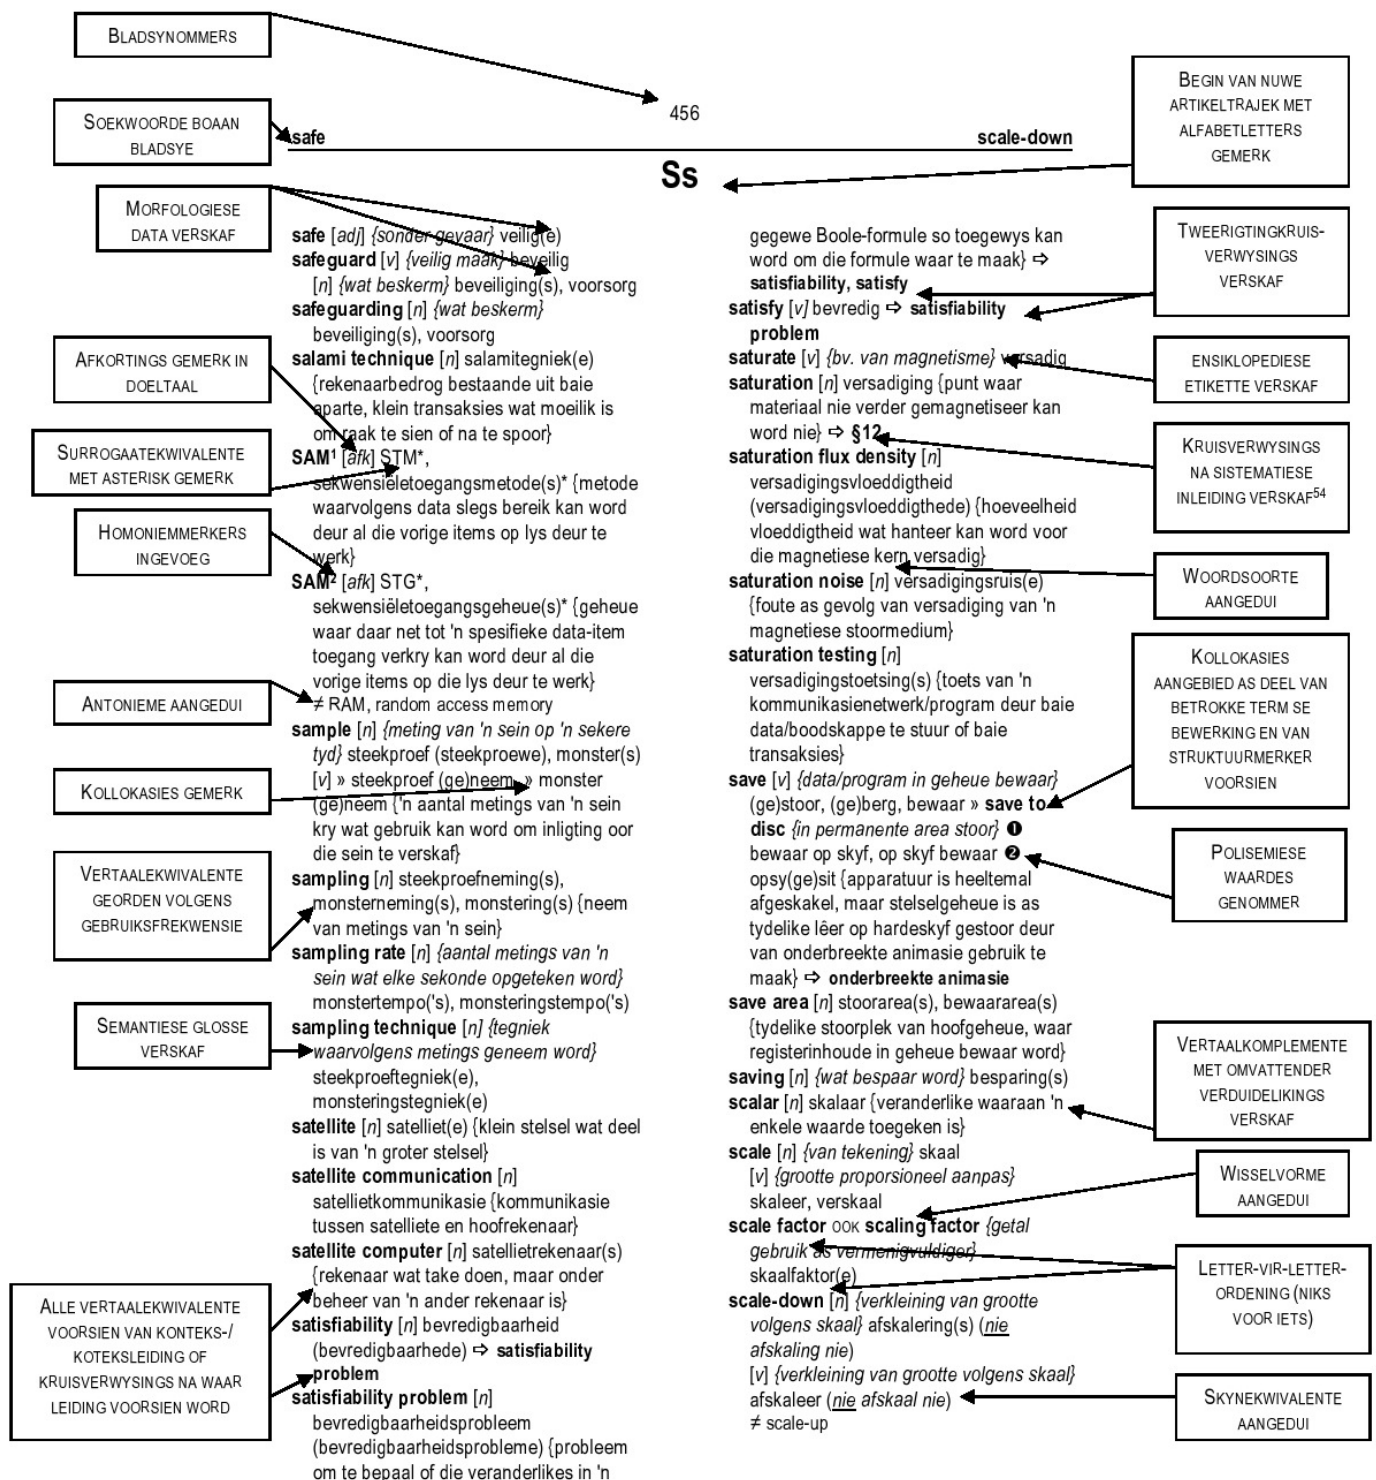 BLADSYNOMMERS
SOEKWOORDE BOAAN
BLADSYE
MORFOLOGIESE
DATA VERSKAF
AFKORTINGS GEMERK IN
DOELTAAL
SURROGAATEKWIVALENTE
MET ASTERISK GEMERK
HOMONIEMMERKERS
INGEVOEG
ANTONIEME AANGEDUI
KOLLOKASIES GEMERK
VERTAALEKWIVALENTE
GEORDEN VOLGENS
GEBRUIKSFREKWENSIE
SEMANTIESE GLOSSE
VERSKAF
ALLE VERTAALEKWIVALENTE
VOORSIEN VAN KONTEKS-/
KOTEKSLEIDING OF
KRUISVERWYSINGS NA WAAR
LEIDING VOORSIEN WORD
456
safe scale-down
Ss
safe [adj] {sonder gevaar} veilig(e)
safeguard [v] {veilig maak} beveilig
[n] {wat beskerm} beveiliging(s), voorsorg
safeguarding [n] {wat beskerm}
beveiliging(s), voorsorg
salami technique [n] salamitegniek(e)
{rekenaarbedrog bestaande uit baie
aparte, klein transaksies wat moeilik is
om raak te sien of na te spoor}
SAM¹ [afk] STM*,
sekwensiëletoegangsmetode(s)* {metode
waarvolgens data slegs bereik kan word
deur al die vorige items op lys deur te
werk}
SAM² [afk] STG*,
sekwensiëletoegangsgeheue(s)* {geheue
waar daar net tot 'n spesifieke data-item
toegang verkry kan word deur al die
vorige items op die lys deur te werk}
≠ RAM, random access memory
sample [n] {meting van 'n sein op 'n sekere
tyd} steekproef (steekproewe), monster(s)
[v] » steekproef (ge)neem, » monster
(ge)neem {'n aantal metings van 'n sein
kry wat gebruik kan word om inligting oor
die sein te verskaf}
sampling [n] steekproefneming(s),
monsterneming(s), monstering(s) {neem
van metings van 'n sein}
sampling rate [n] {aantal metings van 'n
sein wat elke sekonde opgeteken word}
monstertempo('s), monsteringstempo('s)
sampling technique [n] {tegniek
waarvolgens metings geneem word}
steekproeftegniek(e),
monsteringstegniek(e)
satellite [n] satelliet(e) {klein stelsel wat deel
is van 'n groter stelsel}
satellite communication [n]
satellietkommunikasie {kommunikasie
tussen satelliete en hoofrekenaar}
satellite computer [n] satellietrekenaar(s)
{rekenaar wat take doen, maar onder
beheer van 'n ander rekenaar is}
satisfiability [n] bevredigbaarheid
(bevredigbaarhede) ⇨ satisfiability
problem
satisfiability problem [n]
bevredigbaarheidsprobleem
(bevredigbaarheidsprobleme) {probleem
om te bepaal of die veranderlikes in 'n
gegewe Boole-formule so toegewys kan
word om die formule waar te maak} ⇨
satisfiability, satisfy
satisfy [v] bevredig ⇨ satisfiability
problem
saturate [v] {bv. van magnetisme} versadig
saturation [n] versadiging {punt waar
materiaal nie verder gemagnetiseer kan
word nie} ⇨ §12
saturation flux density [n]
versadigingsvloeddigtheid
(versadigingsvloeddigthede) {hoeveelheid
vloeddigtheid wat hanteer kan word voor
die magnetiese kern versadig}
saturation noise [n] versadigingsruis(e)
{foute as gevolg van versadiging van 'n
magnetiese stoormedium}
saturation testing [n]
versadigingstoetsing(s) {toets van 'n
kommunikasienetwerk/program deur baie
data/boodskappe te stuur of baie
transaksies}
save [v] {data/program in geheue bewaar}
(ge)stoor, (ge)berg, bewaar » save to
disc {in permanente area stoor} ❶
bewaar op skyf, op skyf bewaar ❷
opsy(ge)sit {apparatuur is heeltemal
afgeskakel, maar stelselgeheue is as
tydelike lêer op hardeskyf gestoor deur
van onderbreekte animasie gebruik te
maak} ⇨ onderbreekte animasie
save area [n] stoorarea(s), bewaararea(s)
{tydelike stoorplek van hoofgeheue, waar
registerinhoude in geheue bewaar word}
saving [n] {wat bespaar word} besparing(s)
scalar [n] skalaar {veranderlike waaraan 'n
enkele waarde toegeken is}
scale [n] {van tekening} skaal
[v] {grootte proporsioneel aanpas}
skaleer, verskaal
scale factor OOK scaling factor {getal
gebruik as vermenigvuldiger}
skaalfaktor(e)
scale-down [n] {verkleining van grootte
volgens skaal} afskalering(s) (nie
afskaling nie)
[v] {verkleining van grootte volgens skaal}
afskaleer (nie afskaal nie)
≠ scale-up
BEGIN VAN NUWE
ARTIKELTRAJEK MET
ALFABETLETTERS
GEMERK
TWEERIGTINGKRUIS-
VERWYSINGS
VERSKAF
ENSIKLOPEDIESE
ETIKETTE VERSKAF
KRUISVERWYSINGS
NA SISTEMATIESE
INLEIDING VERSKAF⁵⁴
WOORDSOORTE
AANGEDUI
KOLLOKASIES
AANGEBIED AS DEEL VAN
BETROKKE TERM SE
BEWERKING EN VAN
STRUKTUURMERKER
VOORSIEN
POLISEMIESE
WAARDES
GENOMMER
VERTAALKOMPLEMENTE
MET OMVATTENDER
VERDUIDELIKINGS
VERSKAF
WISSELVORME
AANGEDUI
LETTER-VIR-LETTER-
ORDENING (NIKS
VOOR IETS)
SKYNEKWIVALENTE
AANGEDUI